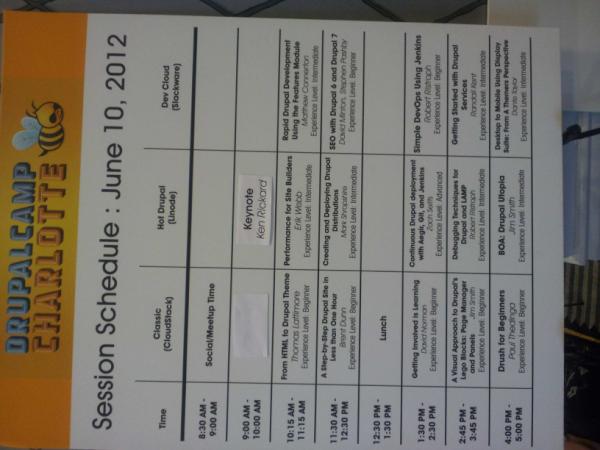 DRUPALCAMP
CHARLOTTE
Session Schedule : June 10, 2012
Time
Classic
(CloudStack)
Hot Drupal
(Linode)
Dev Cloud
(Slackware)
8:30 AM -
9:00 AM
Social/Meetup Time
9:00 AM -
10:00 AM
Keynote
Ken Rickard
10:15 AM -
11:15 AM
From HTML to Drupal Theme
Thomas Lattimore
Experience Level: Beginner
Performance for Site Builders
Erik Webb
Experience Level: Intermediate
Rapid Drupal Development
Using the Features Module
Matthew Connerton
Experience Level: Intermediate
11:30 AM -
12:30 PM
A Step-by-Step Drupal Site in
Less than One Hour
Brent Dunn
Experience Level: Beginner
Creating and Deploying Drupal
Distributions
Mark Shropshire
Experience Level: Intermediate
SEO with Drupal 6 and Drupal 7
David Minton, Stephen Pashby
Experience Level: Beginner
12:30 PM -
1:30 PM
Lunch
1:30 PM -
2:30 PM
Getting Involved is Learning
David Norman
Experience Level: Beginner
Continuous Drupal deployment
with Aegir, Git, and Jenkins
Zach Seifts
Experience Level: Advanced
Simple DevOps Using Jenkins
Robert Ristroph
Experience Level: Beginner
2:45 PM -
3:45 PM
A Visual Approach to Drupal's
Lego Blocks: Page Manager
and Panels
Jim Smith
Experience Level: Beginner
Debugging Techniques for
Drupal and LAMP
Robert Ristroph
Experience Level: Intermediate
Getting Started with Drupal
Services
Randall Kent
Experience Level: Intermediate
4:00 PM -
5:00 PM
Drush for Beginners
Experience Level: Beginner
BOA: Drupal Utopia
Jim Smith
Experience Level: Intermediate
Desktop to Mobile Using Display
Suite: From A Themes Perspective
Dante Taylor
Experience Level: Intermediate